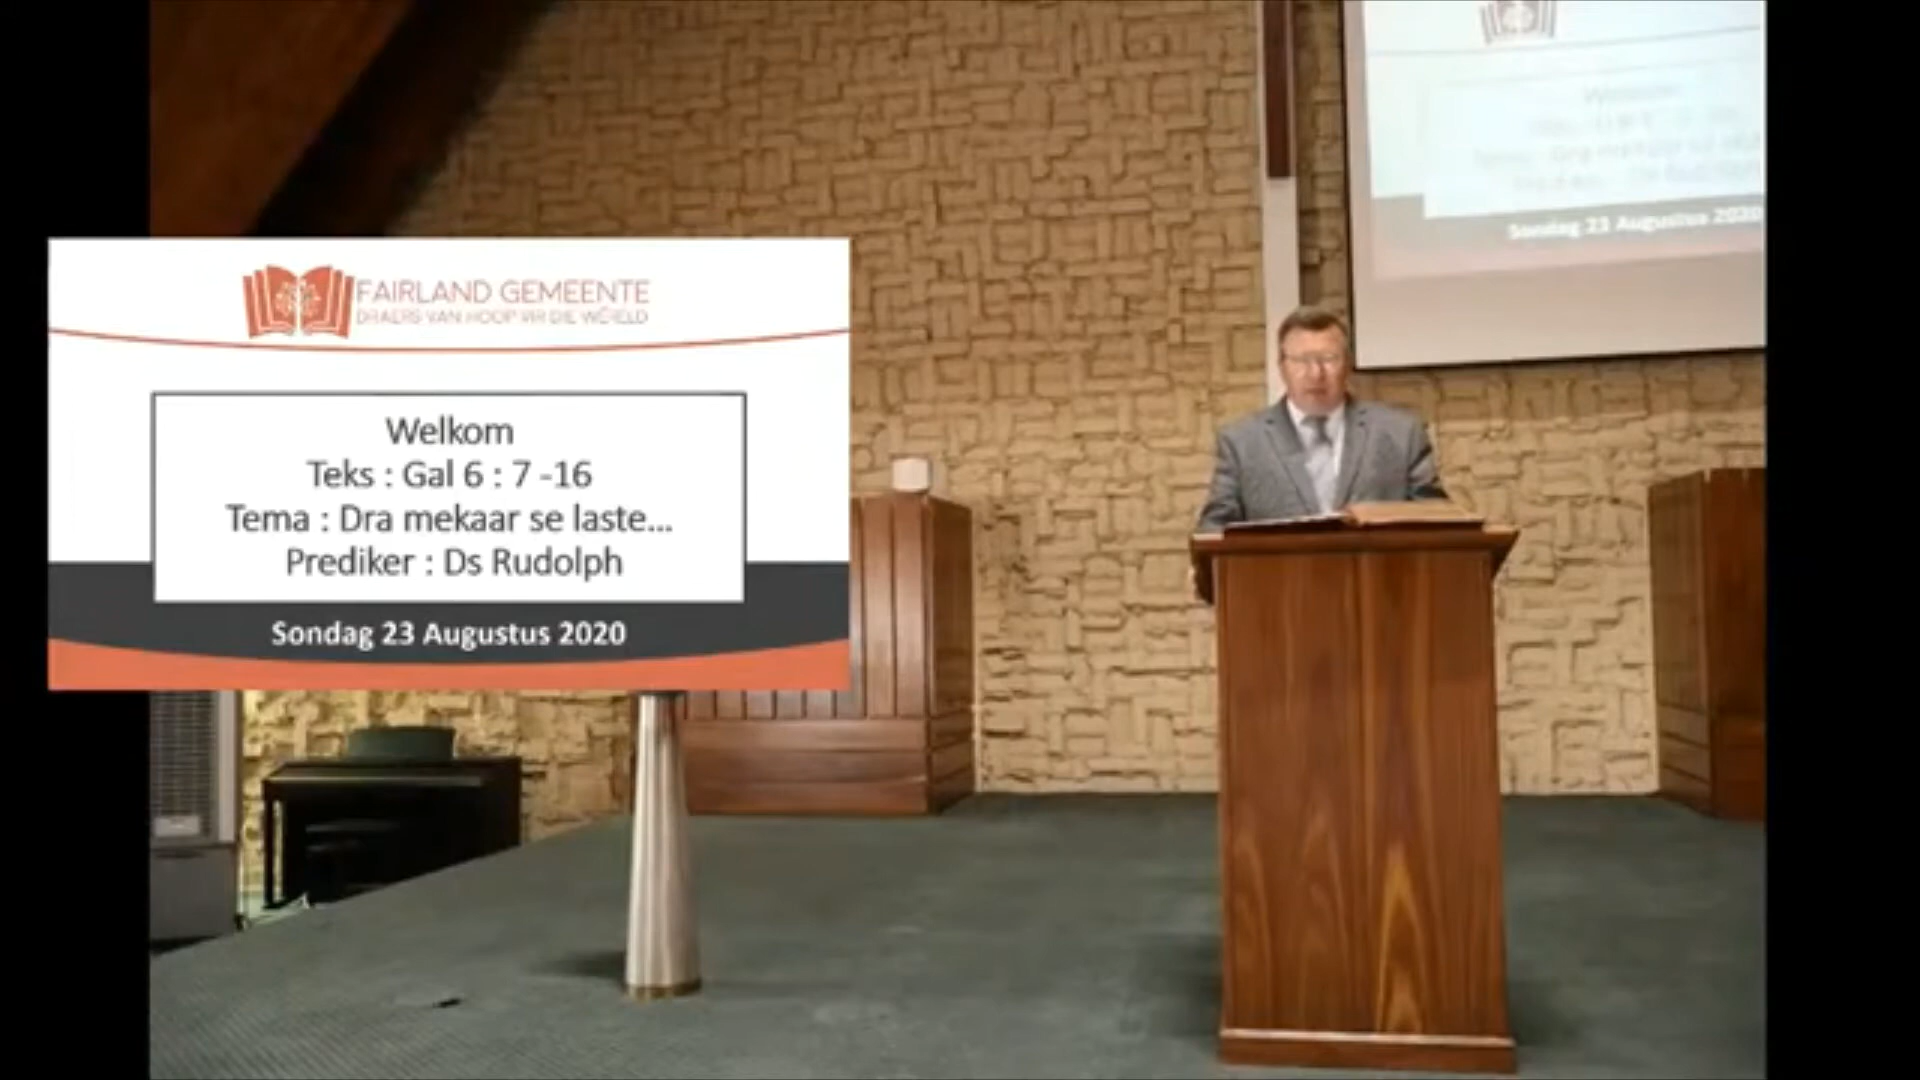 FAIRLAND GEMEENTE
DRAERS VAN HOOP VIR DIE WÊRELD
Welkom
Teks : Gal 6 : 7 -16
Tema : Dra mekaar se laste...
Prediker : Ds Rudolph
Sondag 23 Augustus 2020
Sondag 23 Augustus 2020